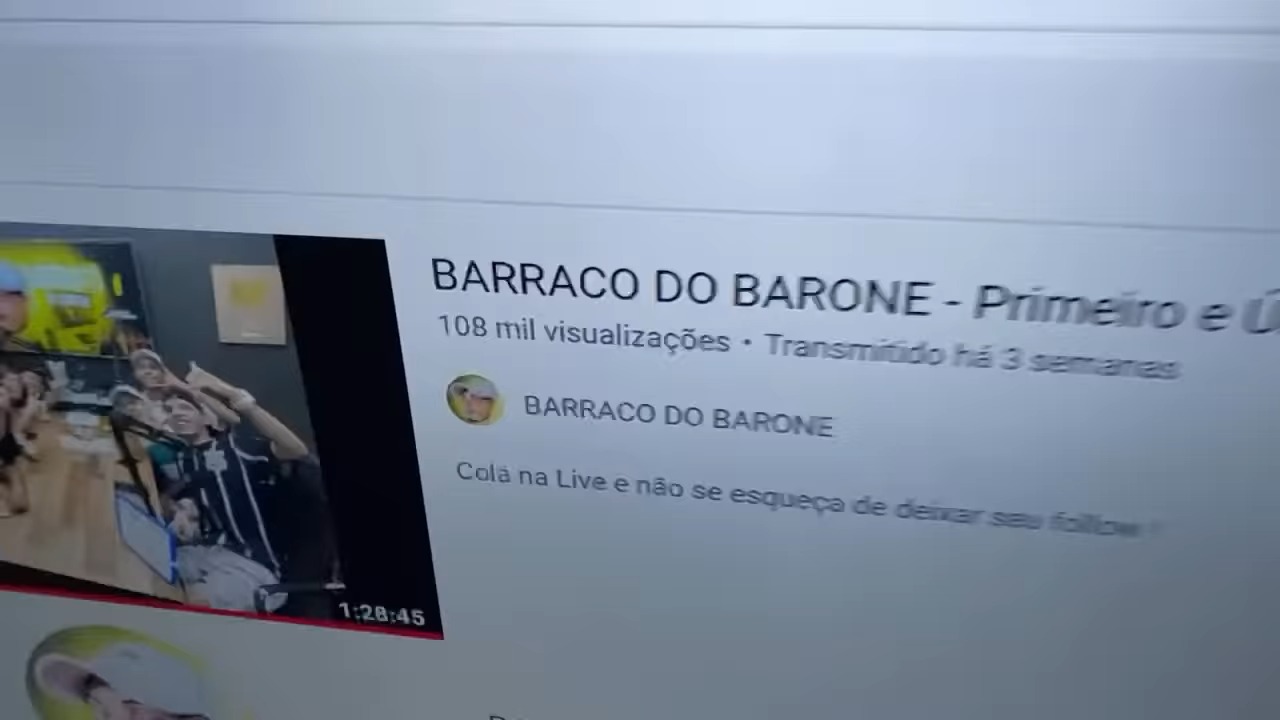 BARRACO DO BARONE - Primeiro e
108 mil visualizações • Transmitido há 3 semanas
BARRACO DO BARONE
Cola na Live e não se esqueça de deixar seu follow
1:28:45